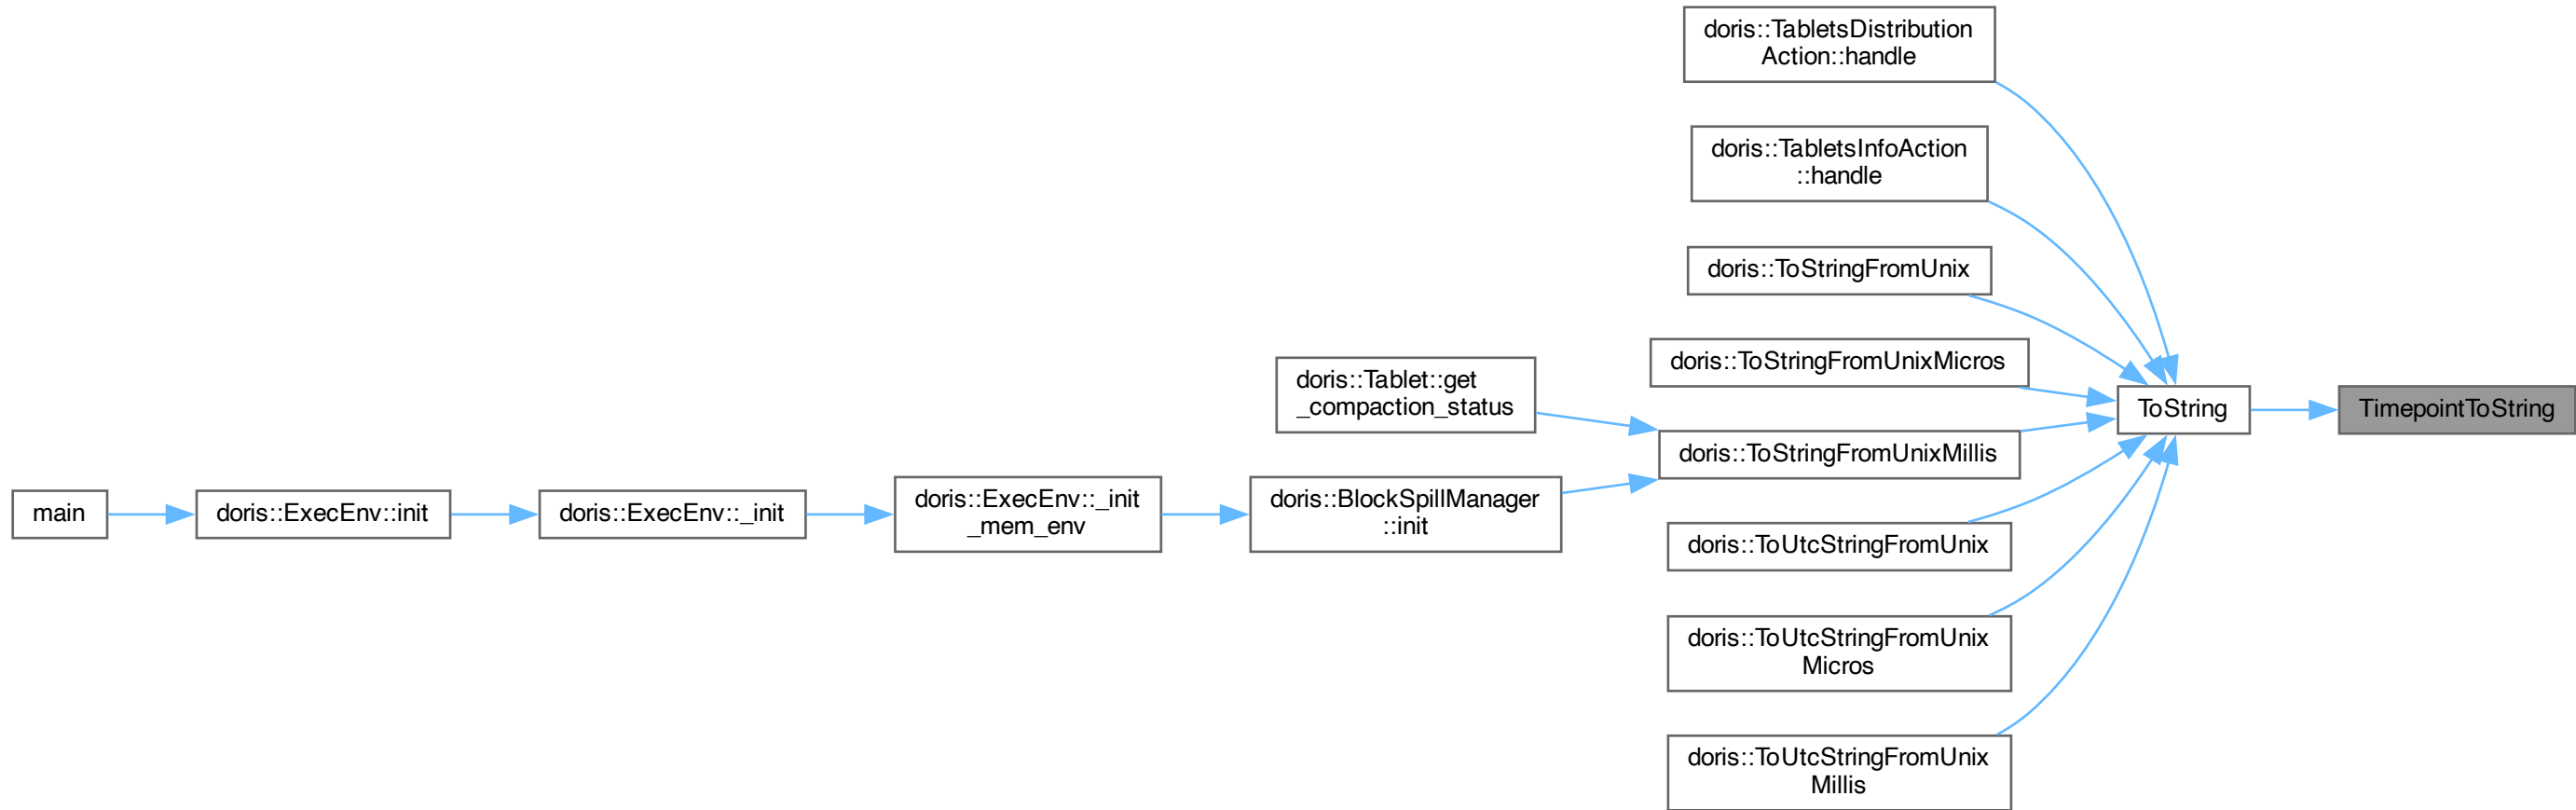 doris::TabletsDistribution
Action::handle
doris::TabletsInfoAction
::handle
doris::ToStringFromUnix
doris::ToStringFromUnixMicros
doris::Tablet::get
_compaction_status
ToString
TimepointToString
doris::ToStringFromUnixMillis
main
doris::ExecEnv::init
doris::ExecEnv::_init
doris::ExecEnv::_init
_mem_env
doris::BlockSpillManager
::init
doris::ToUtcStringFromUnix
doris::ToUtcStringFromUnix
Micros
doris::ToUtcStringFromUnix
Millis